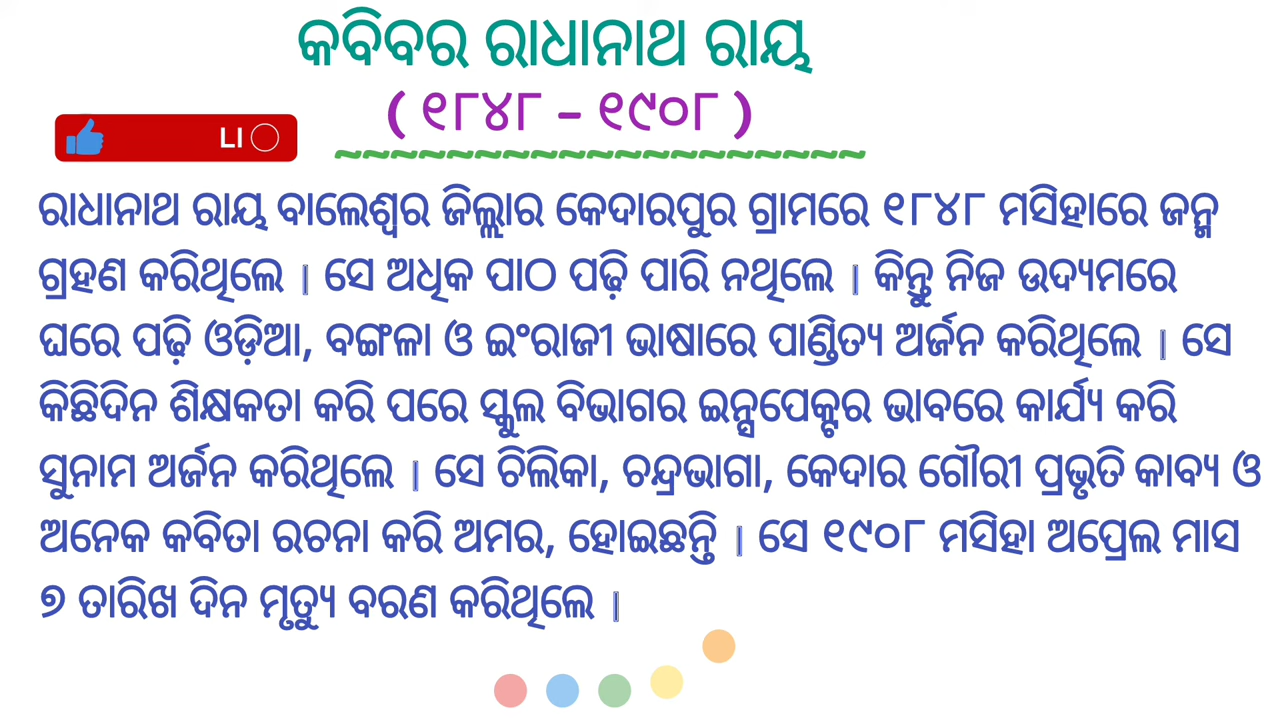 କବିବର ରାଧାନାଥ ରାୟ
( ୧୮୪୮ – ୧୯୦୮ )
LI
~~~~~~~~~~~~~~~~~~~
ରାଧାନାଥ ରାୟ ବାଲେଶ୍ୱର ଜିଲ୍ଲାର କେଦାରପୁର ଗ୍ରାମରେ ୧୮୪୮ ମସିହାରେ ଜନ୍ମ
ଗ୍ରହଣ କରିଥିଲେ । ସେ ଅଧିକ ପାଠ ପଢ଼ି ପାରି ନଥିଲେ । କିନ୍ତୁ ନିଜ ଉଦ୍ୟମରେ
ଘରେ ପଢ଼ି ଓଡ଼ିଆ, ବଙ୍ଗଳା ଓ ଇଂରାଜୀ ଭାଷାରେ ପାଣ୍ଡିତ୍ୟ ଅର୍ଜନ କରିଥିଲେ । ସେ
କିଛିଦିନ ଶିକ୍ଷକତା କରି ପରେ ସ୍କୁଲ ବିଭାଗର ଇନ୍ସପେକ୍ଟର ଭାବରେ କାର୍ଯ୍ୟ କରି
ସୁନାମ ଅର୍ଜନ କରିଥିଲେ । ସେ ଚିଲିକା, ଚନ୍ଦ୍ରଭାଗା, କେଦାର ଗୌରୀ ପ୍ରଭୃତି କାବ୍ୟ ଓ
ଅନେକ କବିତା ରଚନା କରି ଅମର, ହୋଇଛନ୍ତି । ସେ ୧୯୦୮ ମସିହା ଅପ୍ରେଲ ମାସ
୭ ତାରିଖ ଦିନ ମୃତ୍ୟୁ ବରଣ କରିଥିଲେ ।